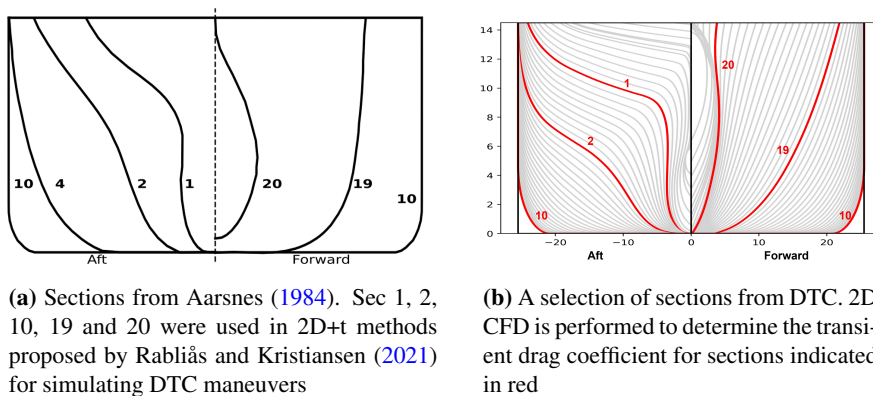 10
4
2
1
20
19
10
Aft
Forward
14
12
10
8
6
4
2
0
1
2
10
20
19
10
−20
−10
0
10
20
Aft
Forward
(a) Sections from Aarsnes (1984). Sec 1, 2,
10, 19 and 20 were used in 2D+t methods
proposed by Rabliås and Kristiansen (2021)
for simulating DTC maneuvers
(b) A selection of sections from DTC. 2D
CFD is performed to determine the transi-
ent drag coefficient for sections indicated
in red